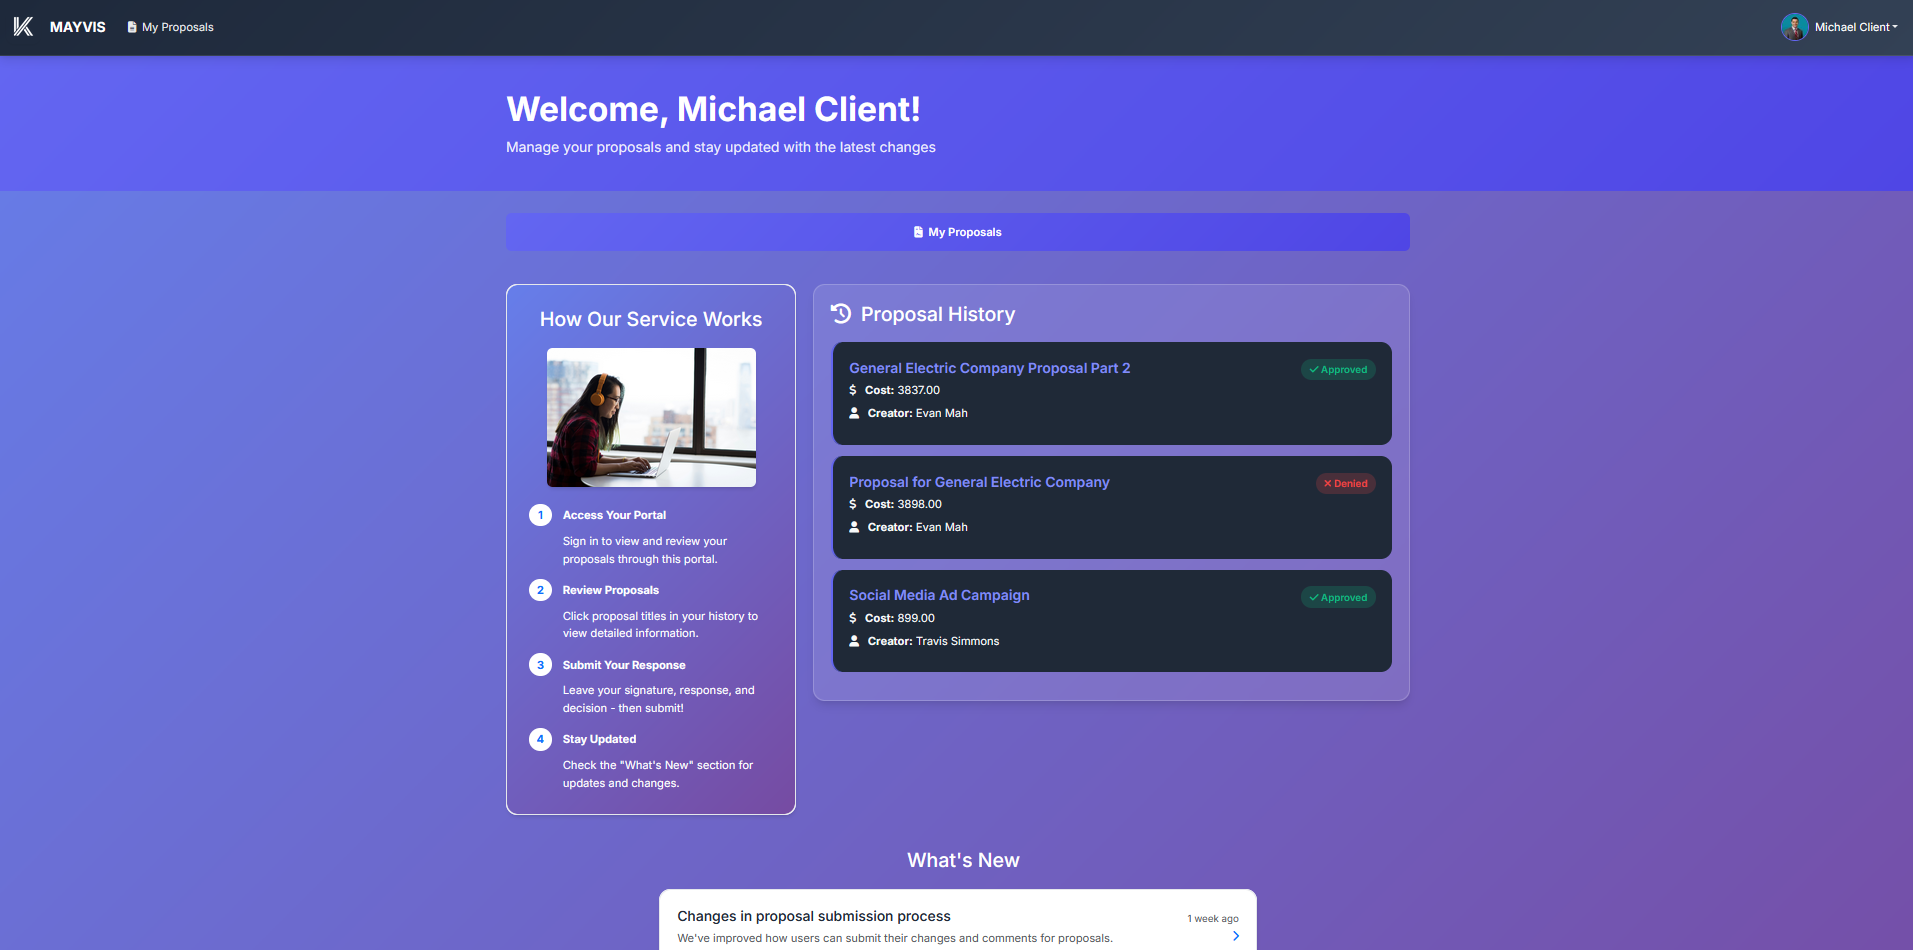 MAYVIS
My Proposals
Michael Client
Welcome, Michael Client!
Manage your proposals and stay updated with the latest changes
My Proposals
How Our Service Works
1
Access Your Portal
Sign in to view and review your
proposals through this portal.
2
Review Proposals
Click proposal titles in your history to
view detailed information.
3
Submit Your Response
Leave your signature, response, and
decision - then submit!
4
Stay Updated
Check the "What's New" section for
updates and changes.
Proposal History
General Electric Company Proposal Part 2
Approved
$ Cost: 3837.00
Creator: Evan Mah
Proposal for General Electric Company
Denied
$ Cost: 3898.00
Creator: Evan Mah
Social Media Ad Campaign
Approved
$ Cost: 899.00
Creator: Travis Simmons
What's New
Changes in proposal submission process
1 week ago
We've improved how users can submit their changes and comments for proposals.